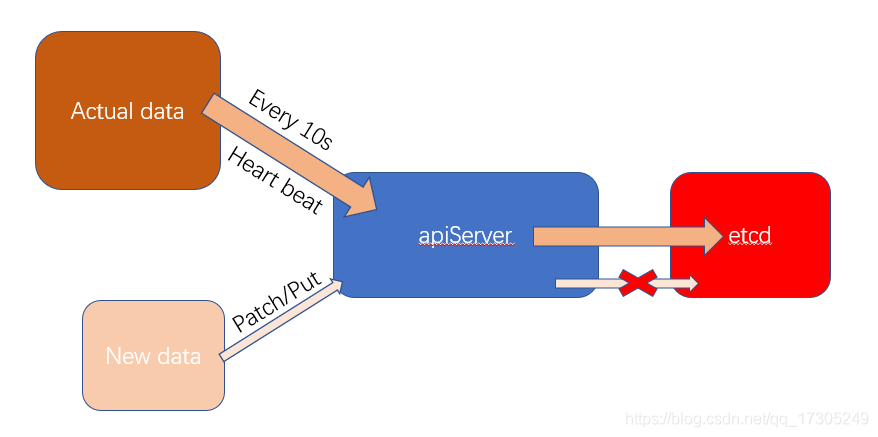 Actual data
Every 10s
Heart beat
apiServer
etcd
Patch/Put
New data
https://blog.csdn.net/qq_17305249